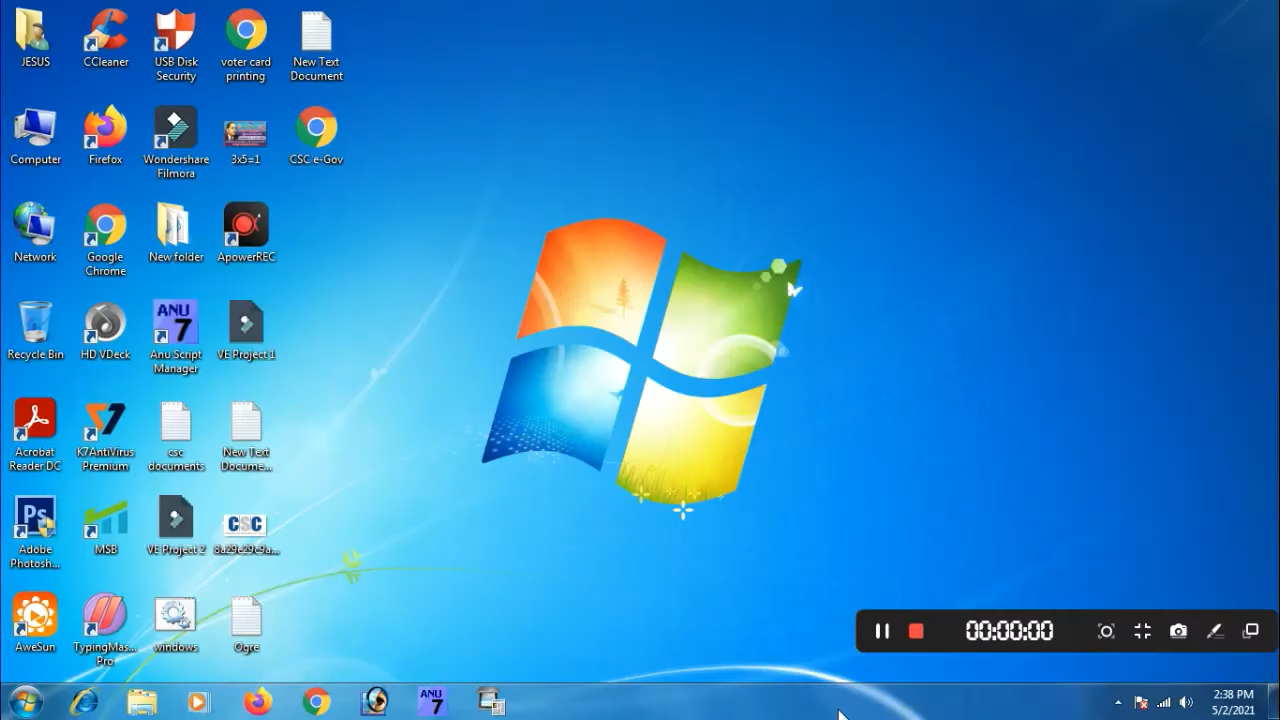 JESUS
CCleaner
USB Disk
Security
voter card
printing
New Text
Document
Computer
Firefox
Wondershare
Filmora
3x5=1
CSC e-Gov
Network
Google
Chrome
New folder
ApowerREC
ANU
7
Recycle Bin
HD VDeck
Anu Script
Manager
VE Project 1
Acrobat
Reader DC
K7AntiVirus
Premium
csc
documents
New Text
Docume...
Ps
CSC
Adobe
Photosh...
MSB
VE Project 2
8a29c29c9a...
AweSun
TypingMas...
Pro
windows
Ogre
00:00:00
ANU
7
2:38 PM
5/2/2021